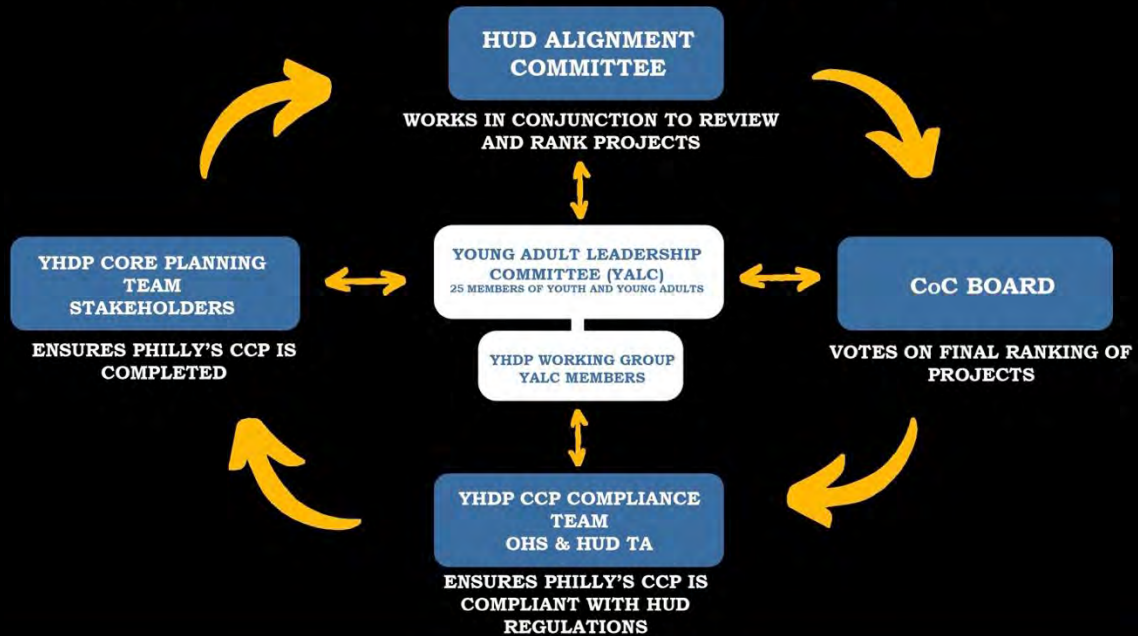 HUD ALIGNMENT
COMMITTEE
WORKS IN CONJUNCTION TO REVIEW
AND RANK PROJECTS
YHDP CORE PLANNING
TEAM
STAKEHOLDERS
ENSURES PHILLY'S CCP IS
COMPLETED
YOUNG ADULT LEADERSHIP
COMMITTEE (YALC)
25 MEMBERS OF YOUTH AND YOUNG ADULTS
YHDP WORKING GROUP
YALC MEMBERS
CoC BOARD
VOTES ON FINAL RANKING OF
PROJECTS
YHDP CCP COMPLIANCE
TEAM
OHS & HUD TA
ENSURES PHILLY'S CCP IS
COMPLIANT WITH HUD
REGULATIONS